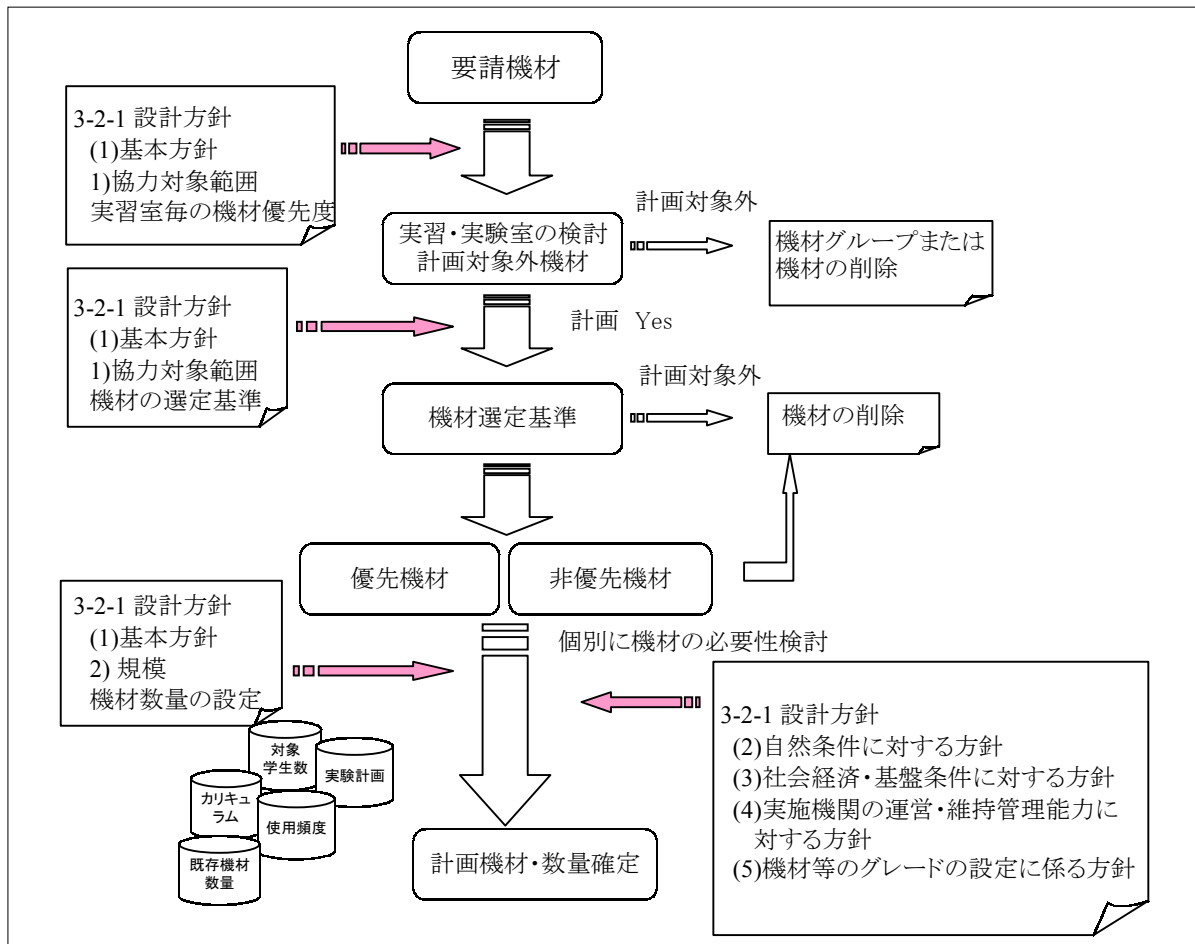 要請機材
3-2-1 設計方針
(1)基本方針
1)協力対象範囲
実習室毎の機材優先度
計画対象外
実習・実験室の検討
計画対象外機材
機材グループまたは
機材の削除
3-2-1 設計方針
(1)基本方針
1)協力対象範囲
機材の選定基準
計画 Yes
計画対象外
機材選定基準
機材の削除
優先機材
非優先機材
3-2-1 設計方針
(1)基本方針
2) 規模
機材数量の設定
個別に機材の必要性検討
3-2-1 設計方針
(2)自然条件に対する方針
(3)社会経済・基盤条件に対する方針
(4)実施機関の運営・維持管理能力に
対する方針
(5)機材等のグレードの設定に係る方針
対象
学生数
実験計画
カリキュ
ラム
使用頻度
既存機材
数量
計画機材・数量確定